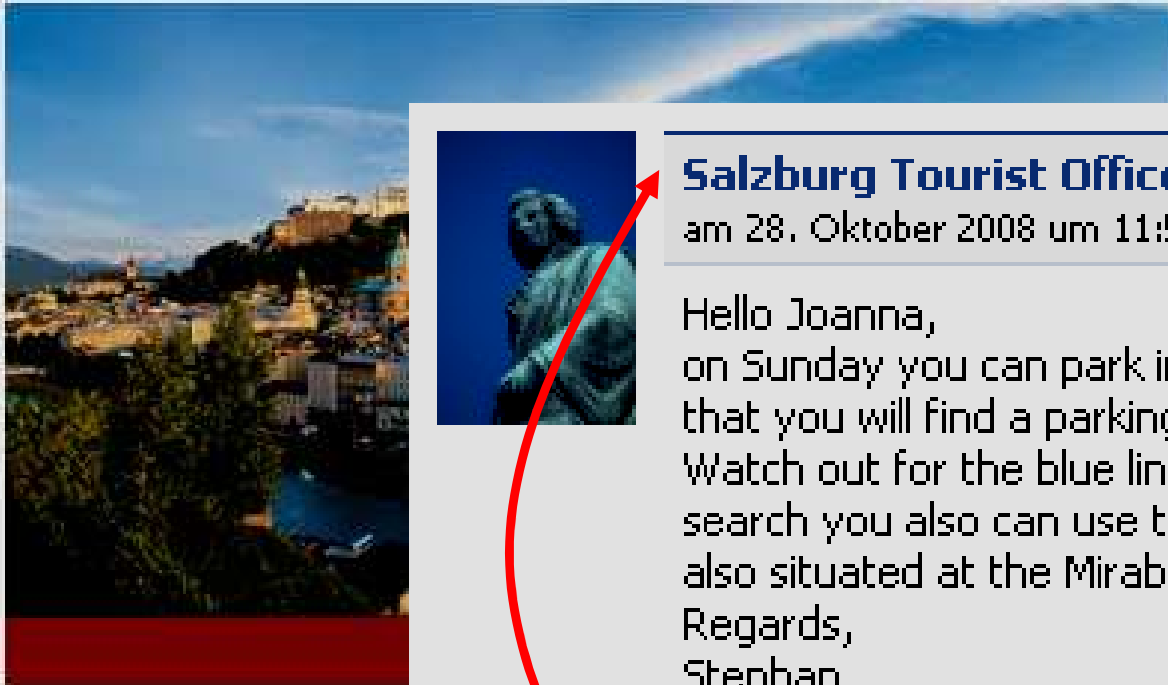 Salzburg Tourist Office
am 28. Oktober 2008 um 11:5
Hello Joanna,
on Sunday you can park i
that you will find a parking
Watch out for the blue lin
search you also can use t
also situated at the Mirab
Regards,
Stephan